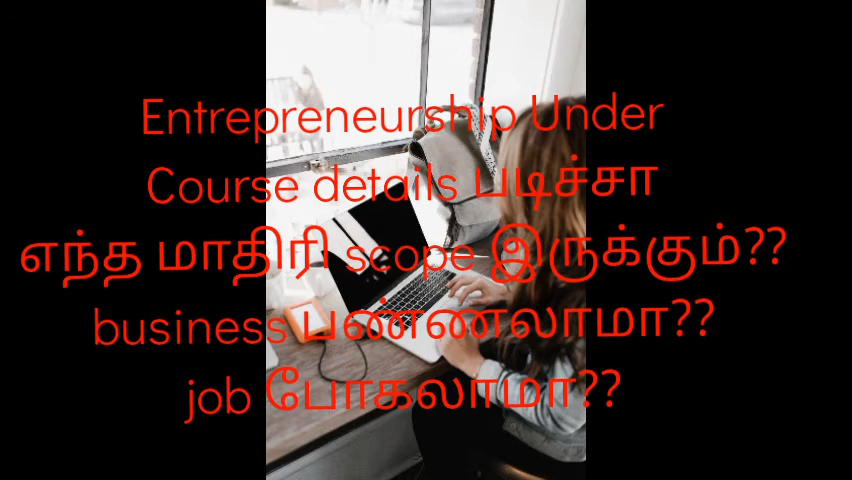 Entrepreneurship Under
Course details படிச்சா
எந்த மாதிரி scope இருக்கும்??
business பண்ணலாமா??
job போகலாமா??